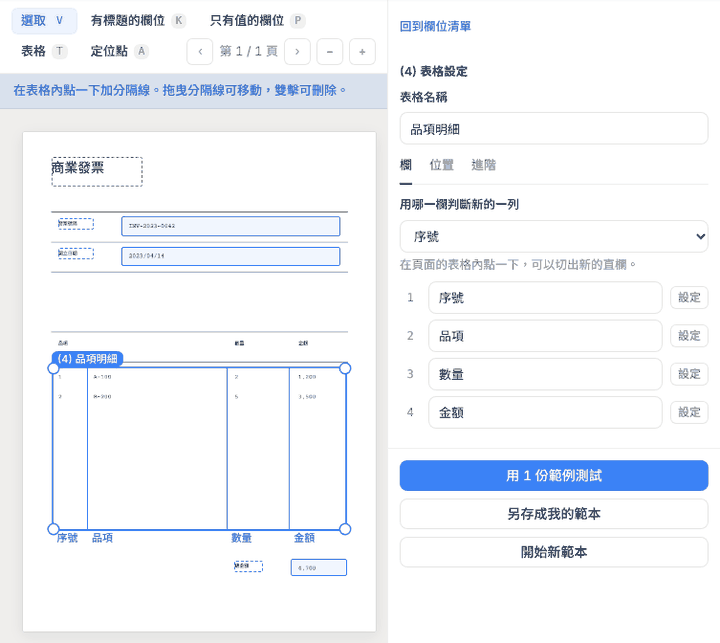 選取 V 有標題的欄位 K 只有值的欄位 P
表格 T 定位點 A ‹ 第 1 / 1 頁 › − +
在表格內點一下加分隔線。拖曳分隔線可移動，雙擊可刪除。
商業發票
INV-2023-0042
2023/04/14
品項 數量 金額
(4) 品項明細
1 A-100 2 1,200
2 B-200 5 3,500
序號 品項 數量 金額
4,700
回到欄位清單
(4) 表格設定
表格名稱
品項明細
欄 位置 進階
用哪一欄判斷新的一列
序號
在頁面的表格內點一下，可以切出新的直欄。
1 序號 設定
2 品項 設定
3 數量 設定
4 金額 設定
用 1 份範例測試
另存成我的範本
開始新範本